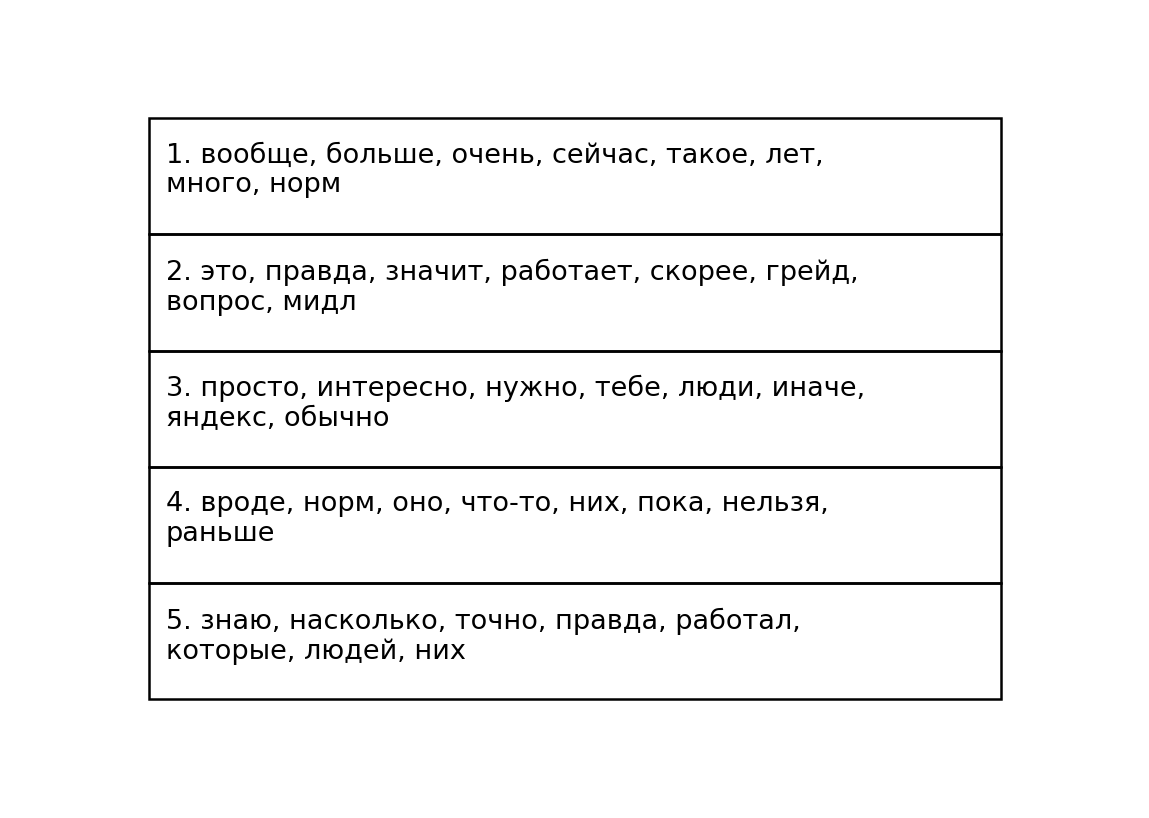 1. вообще, больше, очень, сейчас, такое, лет,
много, норм
2. это, правда, значит, работает, скорее, грейд,
вопрос, мидл
3. просто, интересно, нужно, тебе, люди, иначе,
яндекс, обычно
4. вроде, норм, оно, что-то, них, пока, нельзя,
раньше
5. знаю, насколько, точно, правда, работал,
которые, людей, них